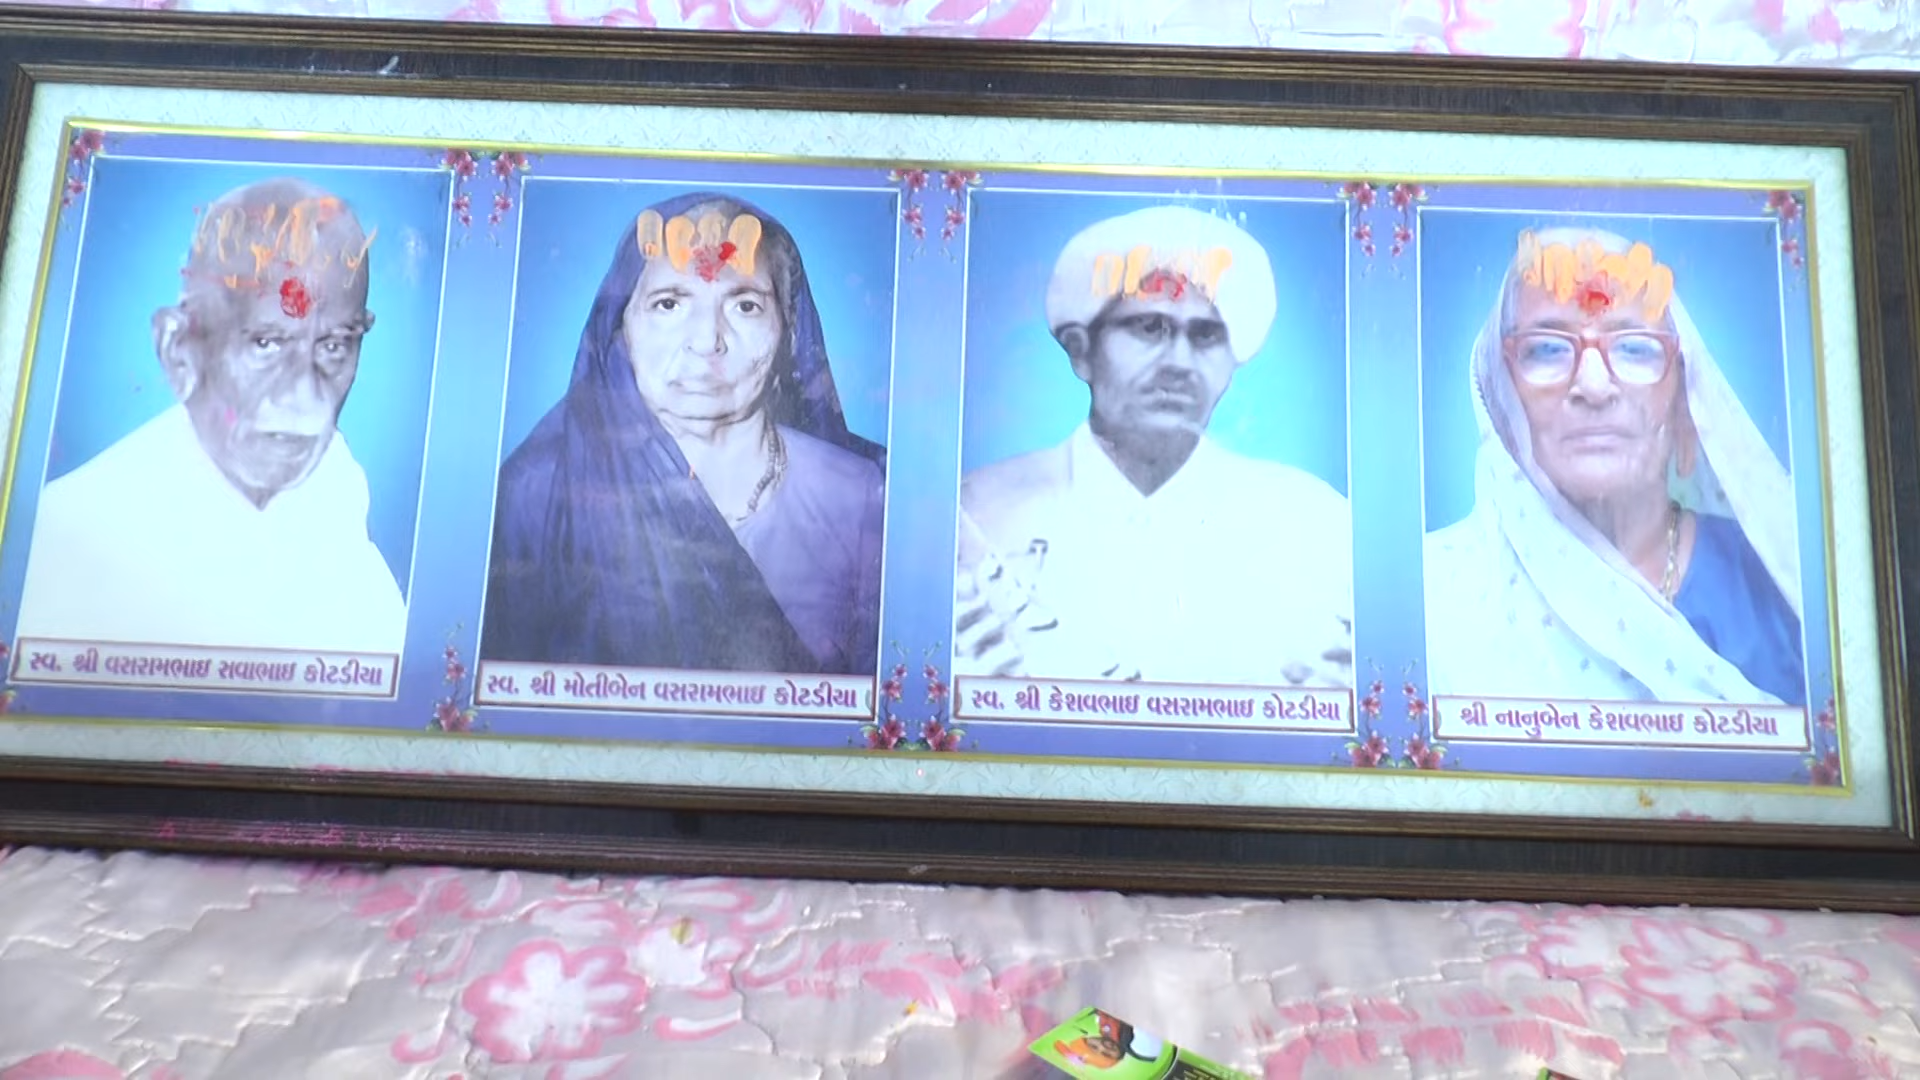 સ્વ. શ્રી વસરામભાઇ સવાભાઇ કોટડીયા
સ્વ. શ્રી મોતીબેન વસરામભાઇ કોટડીયા
સ્વ. શ્રી કેશવભાઇ વસરામભાઇ કોટડીયા
શ્રી નાનુબેન કેશવભાઇ કોટડીયા